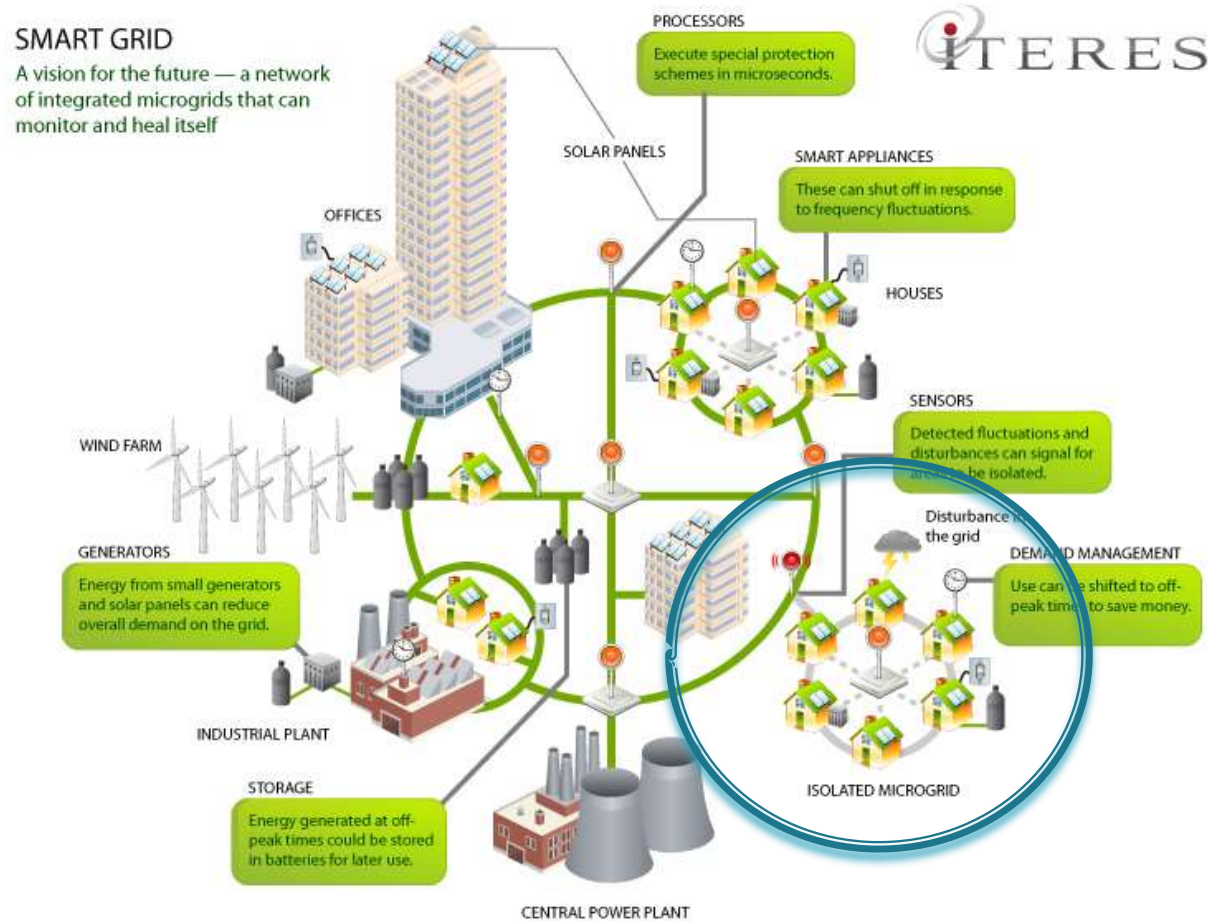 SMART GRID
A vision for the future — a network
of integrated microgrids that can
monitor and heal itself
PROCESSORS
Execute special protection
schemes in microseconds.
iTERES
SOLAR PANELS
SMART APPLIANCES
These can shut off in response
to frequency fluctuations.
OFFICES
HOUSES
SENSORS
Detected fluctuations and
disturbances can signal for
be isolated.
WIND FARM
Disturbance
the grid
DEMAND MANAGEMENT
Use can be shifted to off-
peak times to save money.
GENERATORS
Energy from small generators
and solar panels can reduce
overall demand on the grid.
INDUSTRIAL PLANT
ISOLATED MICROGRID
STORAGE
Energy generated at off-
peak times could be stored
in batteries for later use.
CENTRAL POWER PLANT